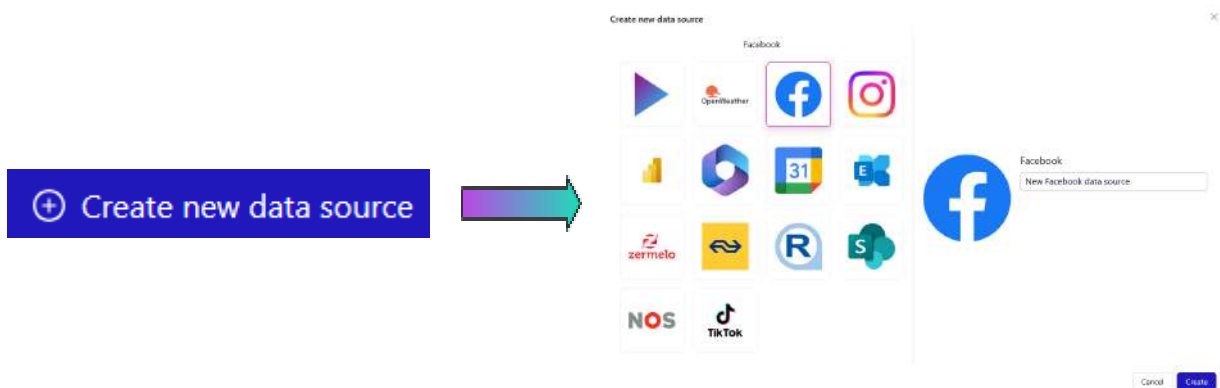 Create new data source
Create new data source
Facebook
OpenWeather
31
E
Facebook
New Facebook data source
zermelo
R
S
NOS
TikTok
Cancel
Create